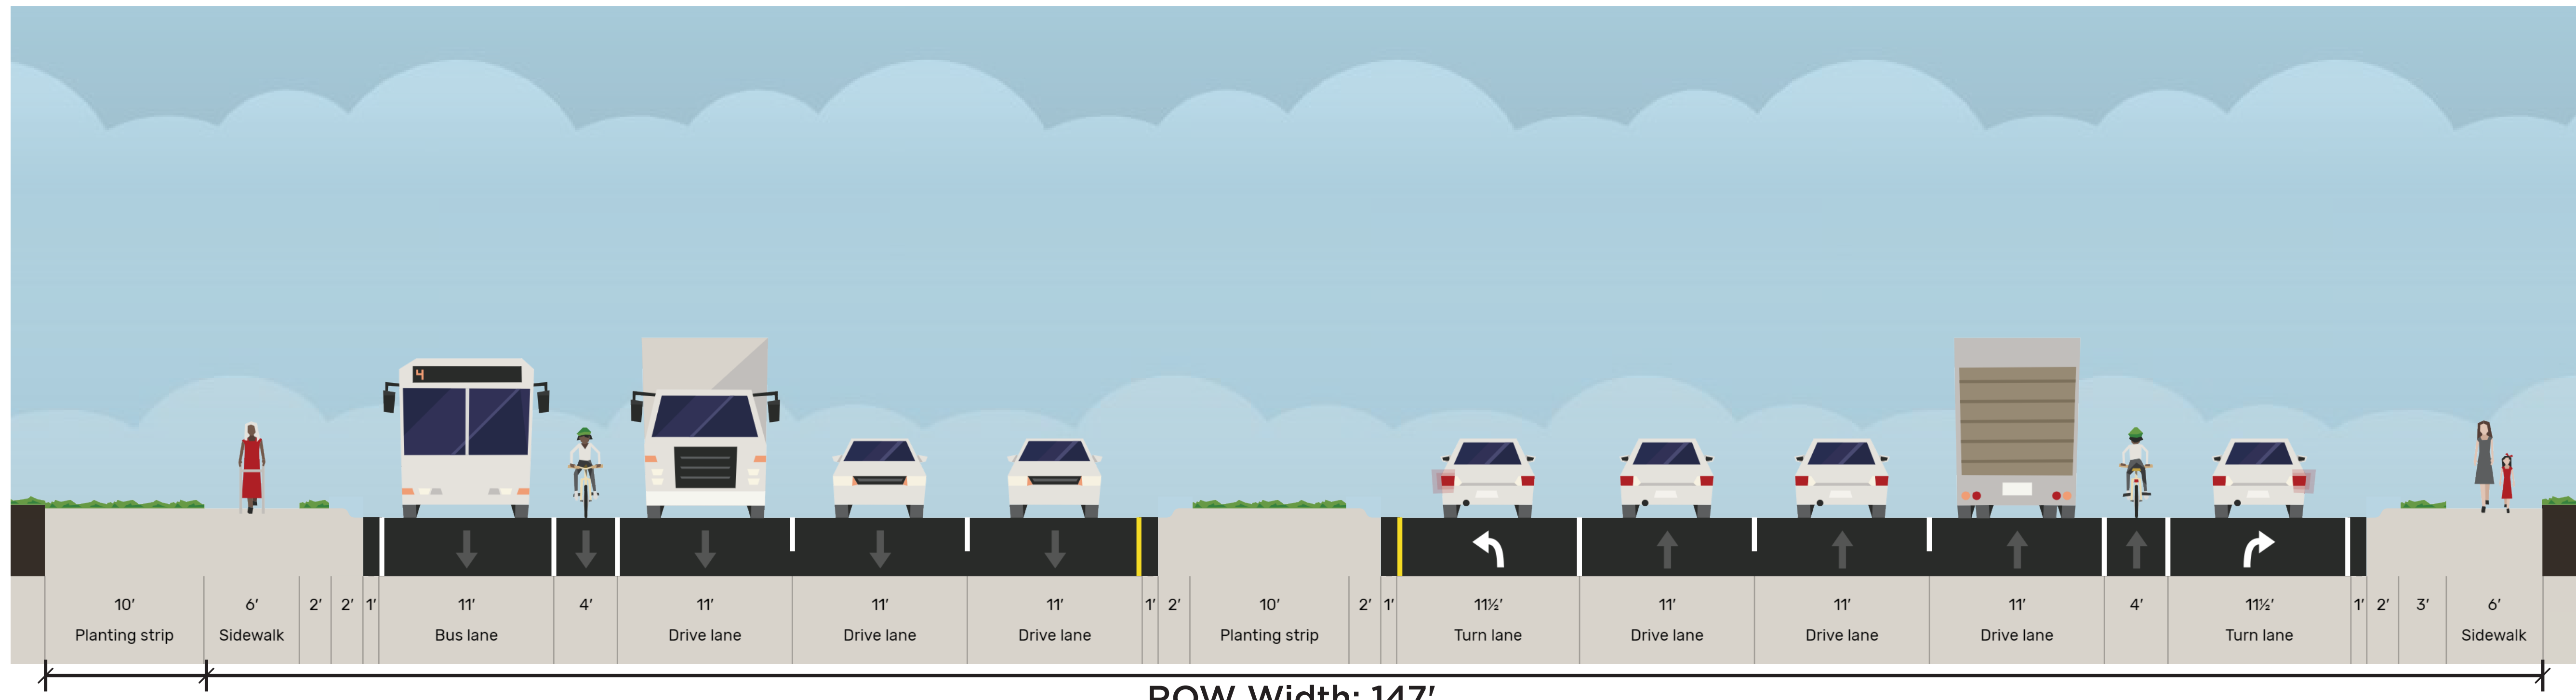 4
10′ 6′ 2′ 2′ 1′ 11′ 4′ 11′ 11′ 11′ 1′ 2′ 10′ 2′ 1′ 11½′ 11′ 11′ 11′ 4′ 11½′ 1′ 2′ 3′ 6′
Planting strip Sidewalk Bus lane Drive lane Drive lane Drive lane Planting strip Turn lane Drive lane Drive lane Drive lane Turn lane Sidewalk
ROW Width: 147′